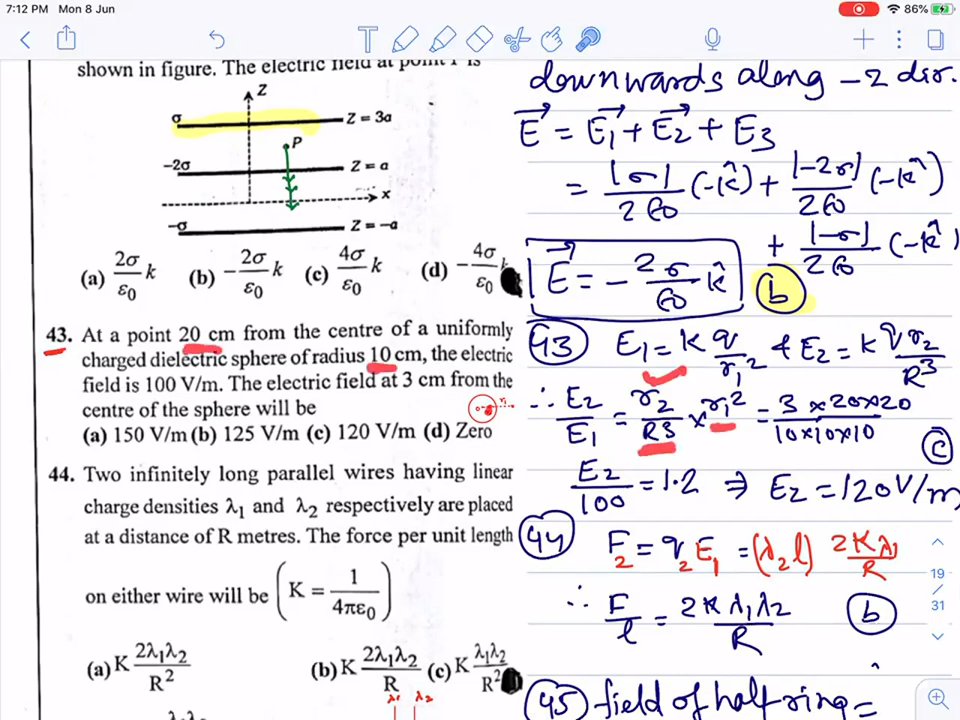 7:12 PM Mon 8 Jun
86%
shown in figure. The electric field at point P is
Z
σ
Z = 3a
P
-2σ
Z = a
x
-σ
Z = -a
(a) 2σ/ε0 k (b) -2σ/ε0 k (c) 4σ/ε0 k (d) -4σ/ε0 k
43. At a point 20 cm from the centre of a uniformly
charged dielectric sphere of radius 10 cm, the electric
field is 100 V/m. The electric field at 3 cm from the
centre of the sphere will be
(a) 150 V/m (b) 125 V/m (c) 120 V/m (d) Zero
44. Two infinitely long parallel wires having linear
charge densities λ1 and λ2 respectively are placed
at a distance of R metres. The force per unit length
on either wire will be (K = 1/4πε0)
(a) K 2λ1λ2/R² (b) K 2λ1λ2/R (c) K λ1λ2/R²
λ1 λ2
downwards along -Z dir.
E = E1 + E2 + E3
= |σ|/2ε0 (-k̂) + |-2σ|/2ε0 (-k̂)
+ |-σ|/2ε0 (-k̂)
E = - 2σ/ε0 k̂ b
43 E1 = K q/r1² & E2 = K q r2/R³
∴ E2/E1 = r2/R3 × r1² = 3×20×20/10×10×10
c
E2/100 = 1.2 ⇒ E2 = 120V/m
44 F2 = q2 E1 = (λ2 l) 2Kλ1/R
∴ F/l = 2K λ1λ2/R b
45 field of half ring =
19
/
31